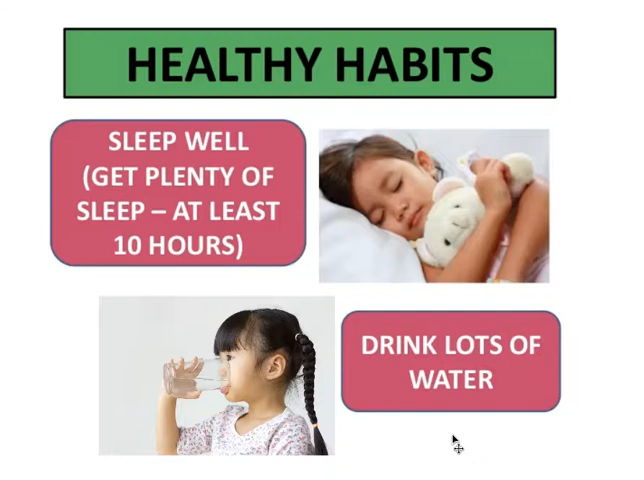 HEALTHY HABITS
SLEEP WELL
(GET PLENTY OF
SLEEP – AT LEAST
10 HOURS)
DRINK LOTS OF
WATER